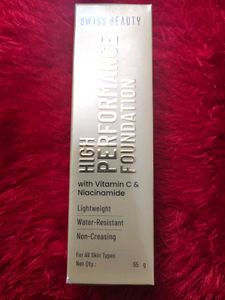 SWISS BEAUTY
HIGH
PERFORMANCE
FOUNDATION
with Vitamin C &
Niacinamide
Lightweight
Water-Resistant
Non-Creasing
For All Skin Types
Net Qty.: 55 g